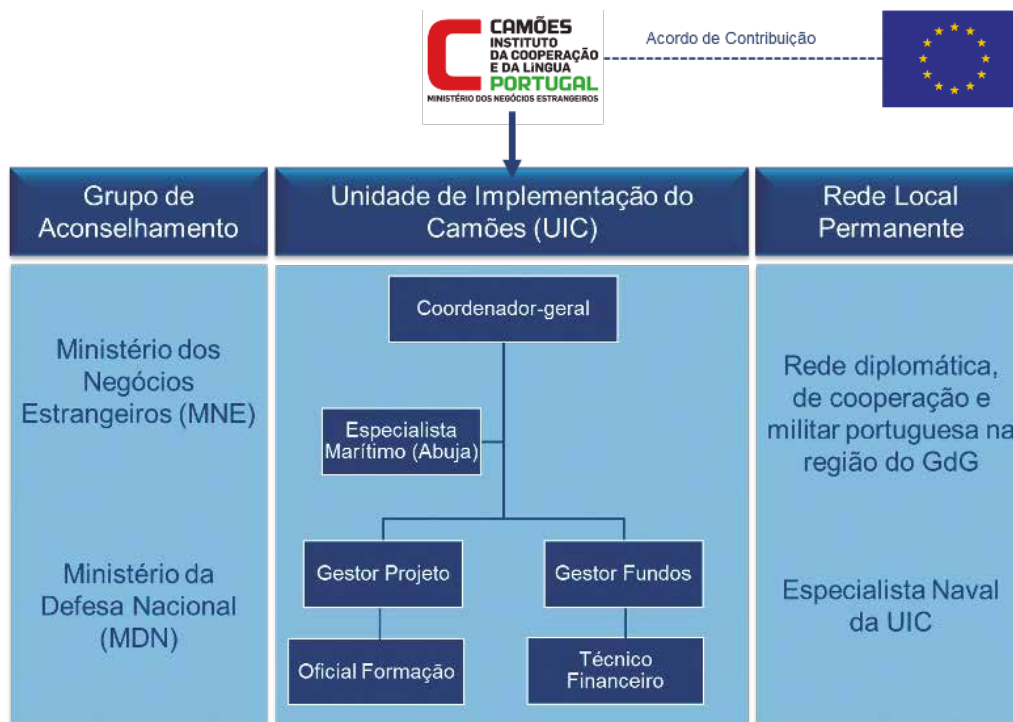 CAMÕES
INSTITUTO
DA COOPERAÇÃO
E DA LÍNGUA
PORTUGAL
MINISTÉRIO DOS NEGÓCIOS ESTRANGEIROS
Acordo de Contribuição
Grupo de
Aconselhamento
Unidade de Implementação do
Camões (UIC)
Rede Local
Permanente
Ministério dos
Negócios
Estrangeiros (MNE)
Ministério da
Defesa Nacional
(MDN)
Coordenador-geral
Especialista
Marítimo (Abuja)
Gestor Projeto
Gestor Fundos
Oficial Formação
Técnico
Financeiro
Rede diplomática,
de cooperação e
militar portuguesa na
região do GdG
Especialista Naval
da UIC